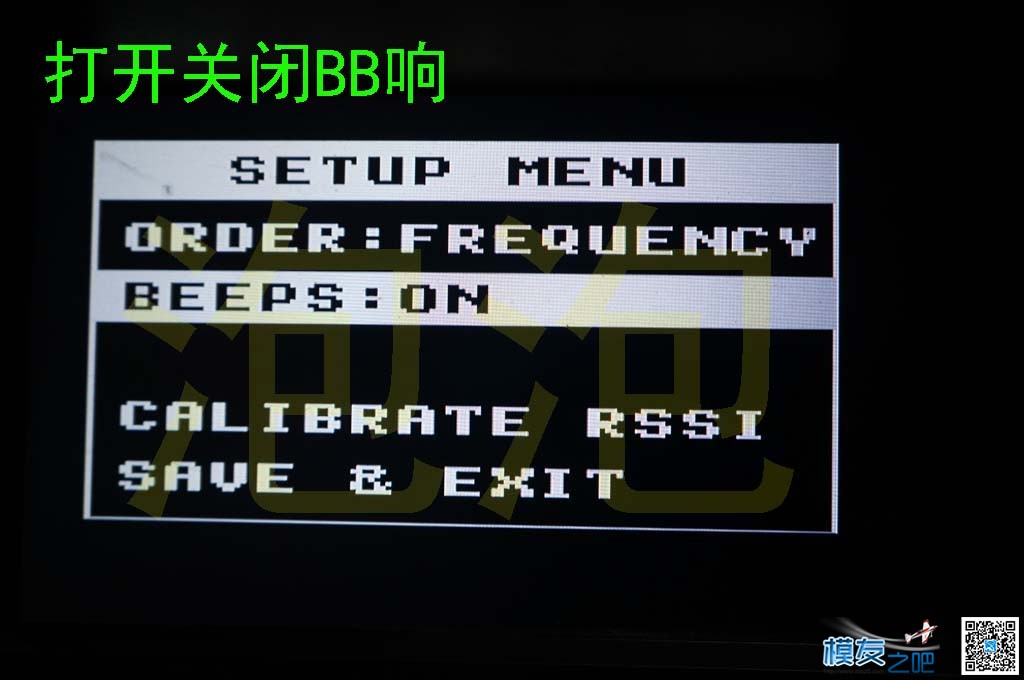 打开关闭BB响
SETUP MENU
ORDER:FREQUENCY
BEEPS:ON
CALIBRATE RSSI
SAVE & EXIT
泡泡
模友之吧